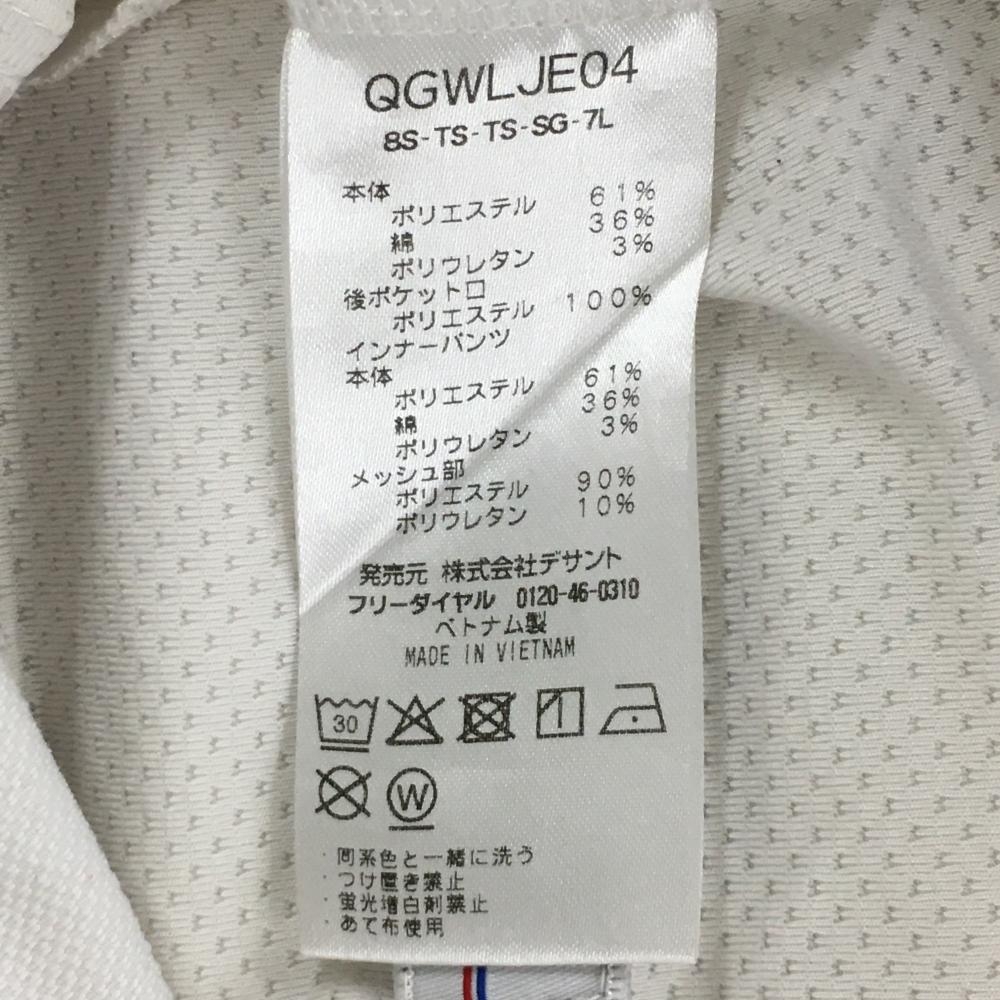 QGWLJE04
8S-TS-TS-SG-7L
本体
ポリエステル 61%
綿 36%
ポリウレタン 3%
後ポケット口
ポリエステル 100%
インナーパンツ
本体
ポリエステル 61%
綿 36%
ポリウレタン 3%
メッシュ部
ポリエステル 90%
ポリウレタン 10%
発売元 株式会社デサント
フリーダイヤル 0120-46-0310
ベトナム製
MADE IN VIETNAM
30
W
・同系色と一緒に洗う
・つけ置き禁止
・蛍光増白剤禁止
・あて布使用